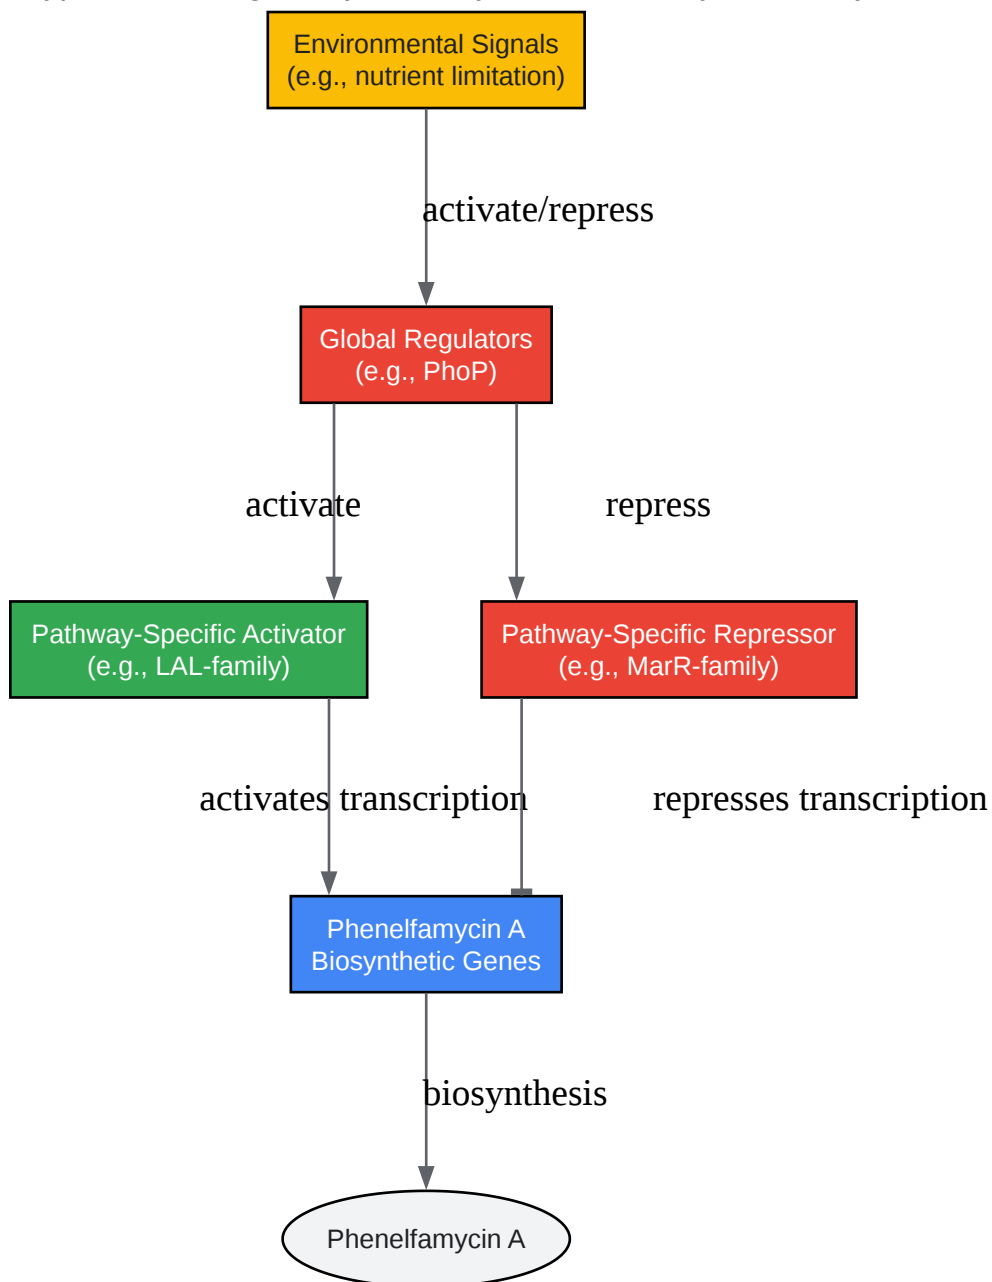 Environmental Signals
(e.g., nutrient limitation)
activate/repress
Global Regulators
(e.g., PhoP)
activate
repress
Pathway-Specific Activator
(e.g., LAL-family)
Pathway-Specific Repressor
(e.g., MarR-family)
activates transcription
represses transcription
Phenelfamycin A
Biosynthetic Genes
biosynthesis
Phenelfamycin A